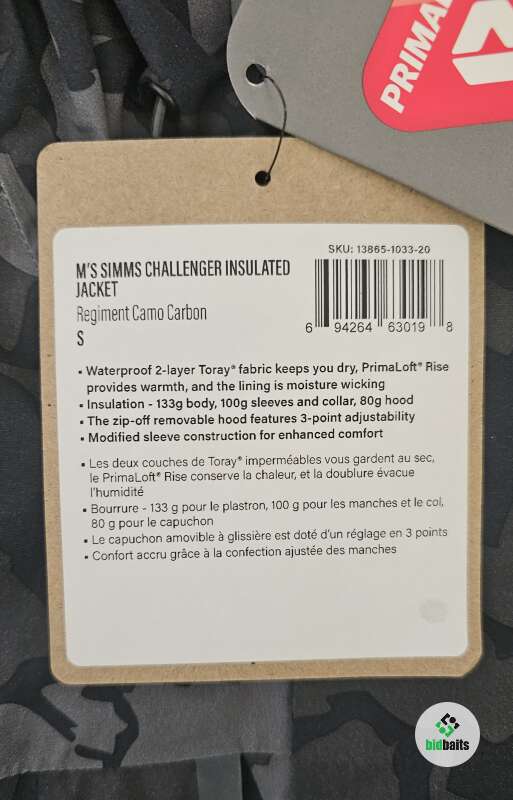 PRIMA
SKU: 13865-1033-20
M'S SIMMS CHALLENGER INSULATED
JACKET
Regiment Camo Carbon
S
6 94264 63019 8
• Waterproof 2-layer Toray® fabric keeps you dry, PrimaLoft® Rise
provides warmth, and the lining is moisture wicking
• Insulation - 133g body, 100g sleeves and collar, 80g hood
• The zip-off removable hood features 3-point adjustability
• Modified sleeve construction for enhanced comfort
• Les deux couches de Toray® imperméables vous gardent au sec,
le PrimaLoft® Rise conserve la chaleur, et la doublure évacue
l'humidité
• Bourrure - 133 g pour le plastron, 100 g pour les manches et le col,
80 g pour le capuchon
• Le capuchon amovible à glissière est doté d'un réglage en 3 points
• Confort accru grâce à la confection ajustée des manches
bidbaits